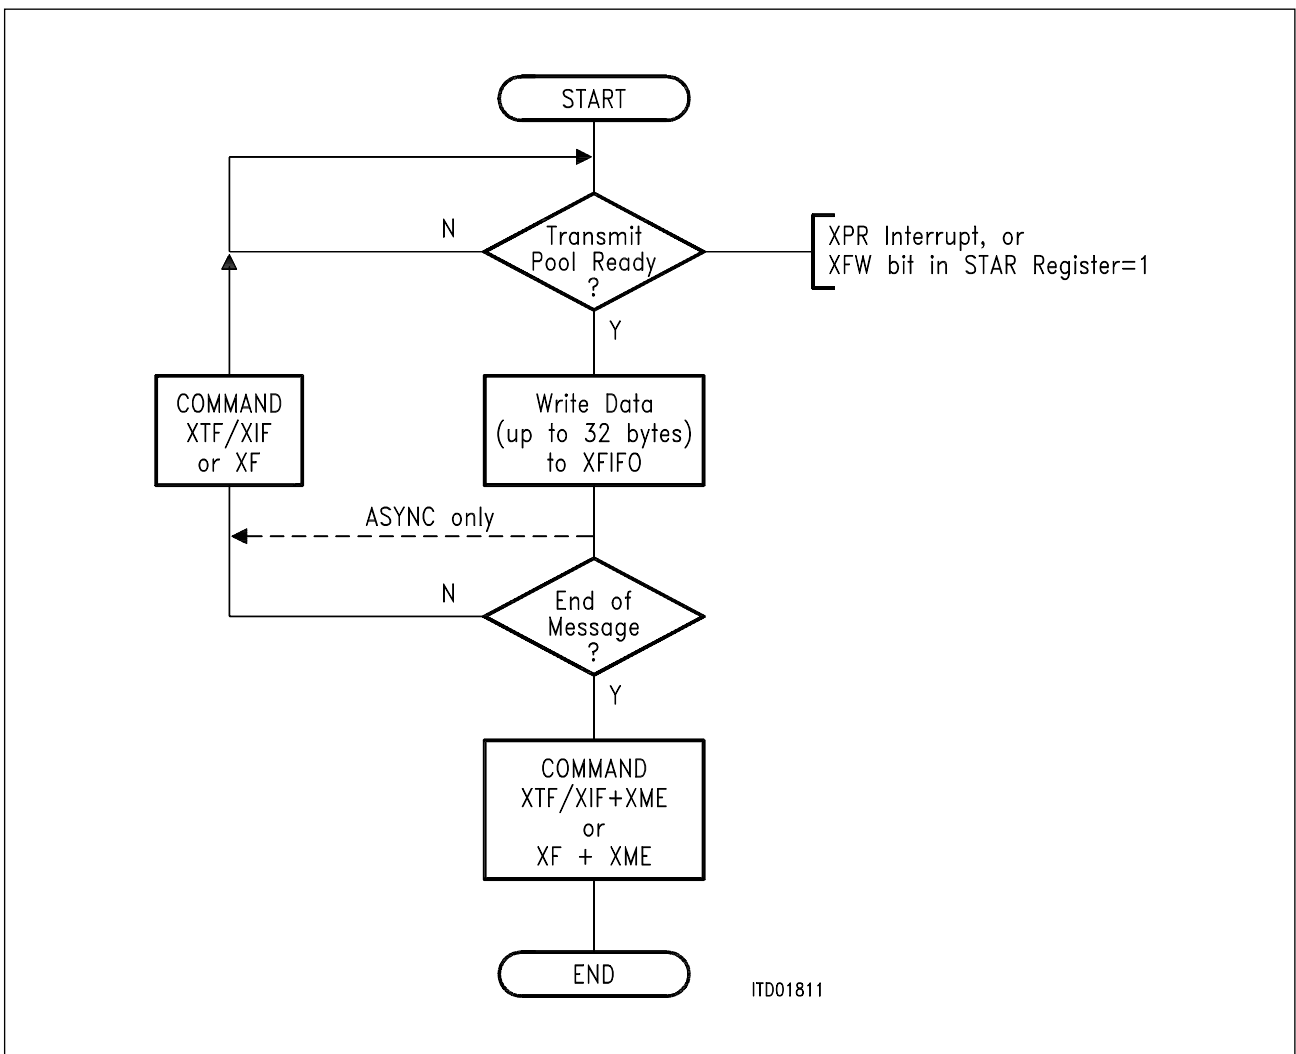 START
N
Transmit
Pool Ready
?
XPR Interrupt, or
XFW bit in STAR Register=1
Y
COMMAND
XTF/XIF
or XF
Write Data
(up to 32 bytes)
to XFIFO
ASYNC only
N
End of
Message
?
Y
COMMAND
XTF/XIF+XME
or
XF + XME
END
ITD01811